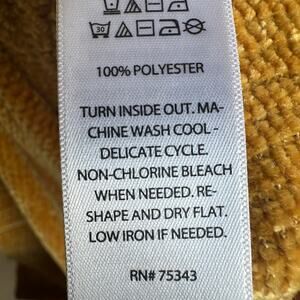 30
100% POLYESTER
TURN INSIDE OUT. MA-
CHINE WASH COOL -
DELICATE CYCLE.
NON-CHLORINE BLEACH
WHEN NEEDED. RE-
SHAPE AND DRY FLAT.
LOW IRON IF NEEDED.
RN# 75343